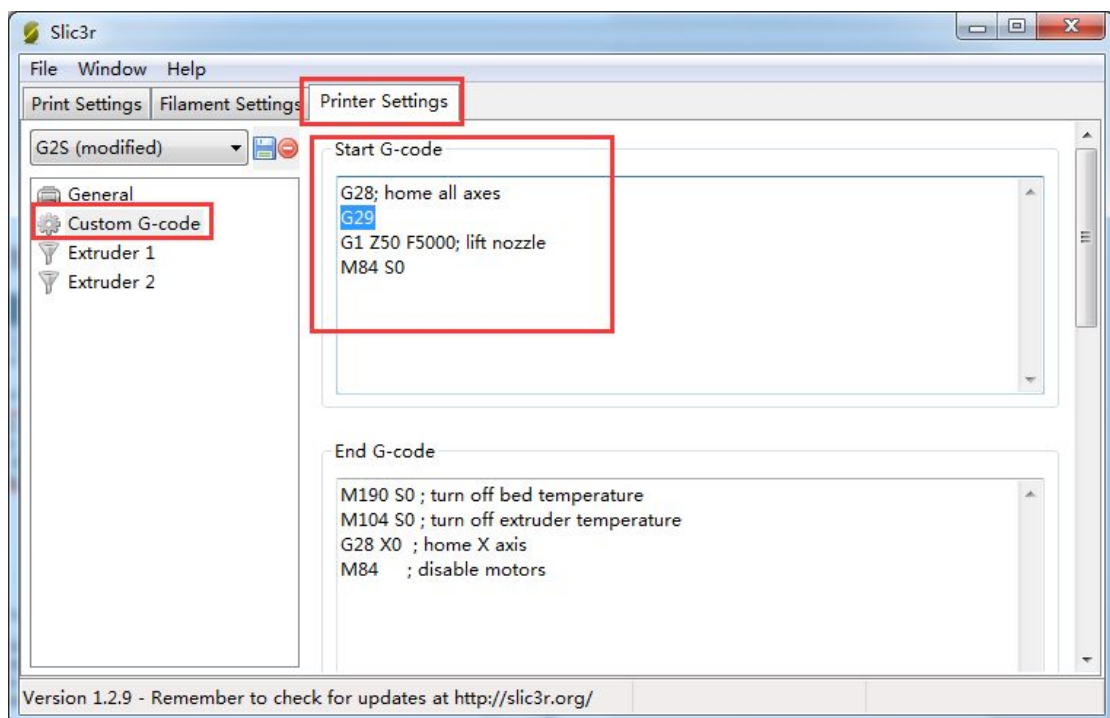 Slic3r
File Window Help
Print Settings Filament Settings Printer Settings
G2S (modified)
General
Custom G-code
Extruder 1
Extruder 2
Start G-code
G28; home all axes
G29
G1 Z50 F5000; lift nozzle
M84 S0
End G-code
M190 S0 ; turn off bed temperature
M104 S0 ; turn off extruder temperature
G28 X0  ; home X axis
M84    ; disable motors
Version 1.2.9 - Remember to check for updates at http://slic3r.org/